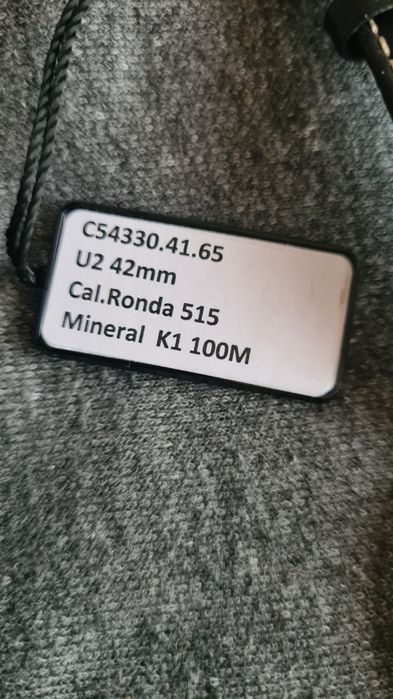 C54330.41.65
U2 42mm
Cal.Ronda 515
Mineral K1 100M